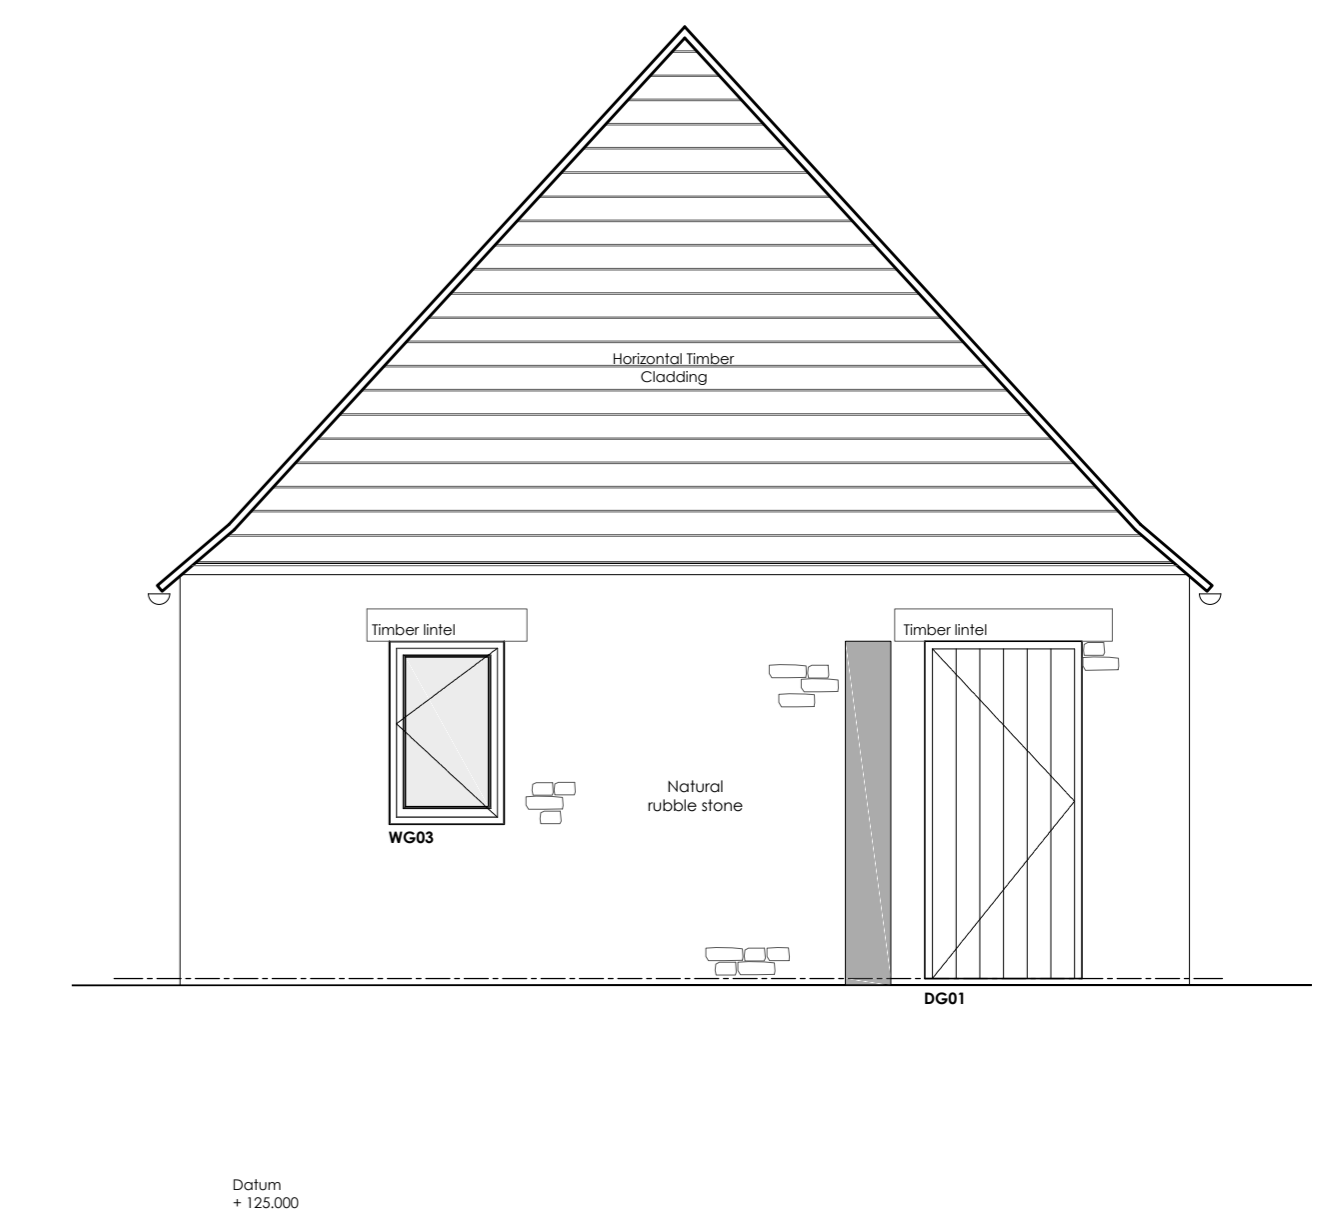 Horizontal Timber
Cladding
Timber lintel
Timber lintel
Natural
rubble stone
WG03
DG01
Datum
+ 125.000